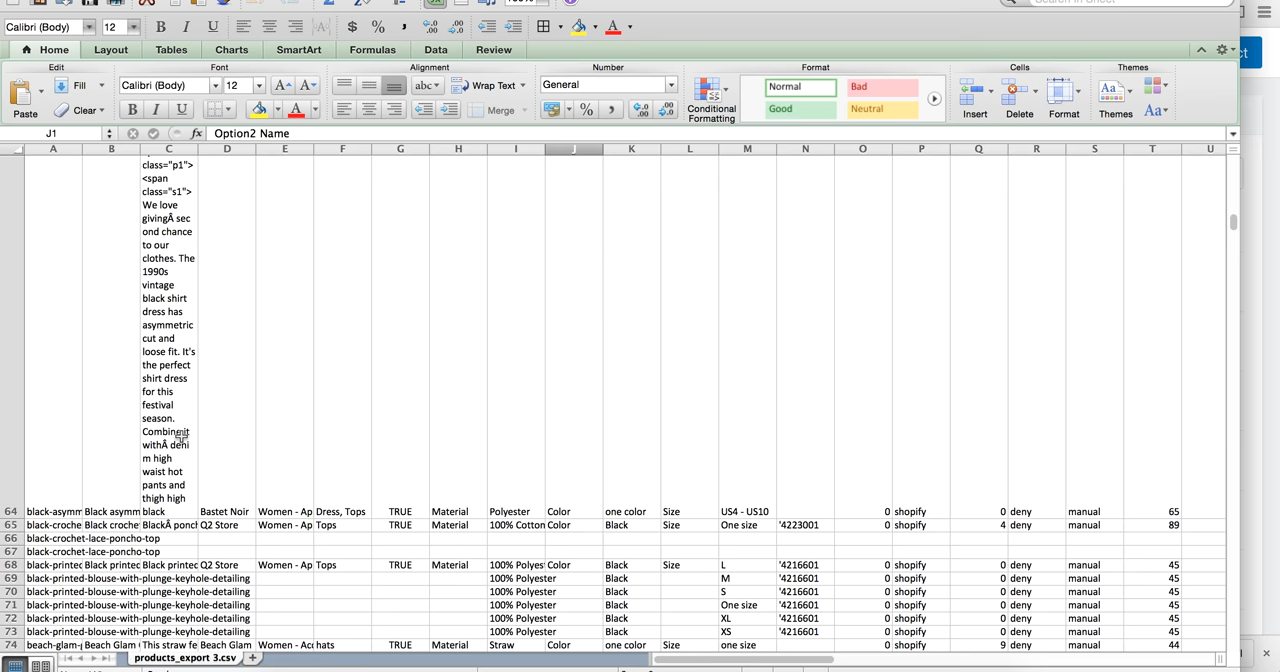 Search in Sheet
Calibri (Body) 12 B I U $ %
Home Layout Tables Charts SmartArt Formulas Data Review
Edit Font Alignment Number Format Cells Themes
Paste Fill Clear Calibri (Body) 12 A A abc Wrap Text General Conditional Formatting Normal Bad Insert Delete Format Aa Themes
B I U A Merge % Good Neutral Aa
J1 fx Option2 Name
A B C D E F G H I J K L M N O P Q R S T U
class="p1">
<span
class="s1">
We love
givingÂ sec
ond chance
to our
clothes. The
1990s
vintage
black shirt
dress has
asymmetric
cut and
loose fit. It's
the perfect
shirt dress
for this
festival
season.
Combine it
withÂ deni
m high
waist hot
pants and
thigh high
64 black-asymm Black asymm black Bastet Noir Women - Ap Dress, Tops TRUE Material Polyester Color one color Size US4 - US10 0 shopify 0 deny manual 65
65 black-croche Black croche BlackÂ ponch Q2 Store Women - Ap Tops TRUE Material 100% Cotton Color Black Size One size '4223001 0 shopify 4 deny manual 89
66 black-crochet-lace-poncho-top
67 black-crochet-lace-poncho-top
68 black-printed Black printed Black printed Q2 Store Women - Ap Tops TRUE Material 100% Polyes Color Black Size L '4216601 0 shopify 0 deny manual 45
69 black-printed-blouse-with-plunge-keyhole-detailing 100% Polyester Black M '4216601 0 shopify 0 deny manual 45
70 black-printed-blouse-with-plunge-keyhole-detailing 100% Polyester Black S '4216601 0 shopify 0 deny manual 45
71 black-printed-blouse-with-plunge-keyhole-detailing 100% Polyester Black One size '4216601 0 shopify 0 deny manual 45
72 black-printed-blouse-with-plunge-keyhole-detailing 100% Polyester Black XL '4216601 0 shopify 0 deny manual 45
73 black-printed-blouse-with-plunge-keyhole-detailing 100% Polyester Black XS '4216601 0 shopify 0 deny manual 45
74 beach-glam-p Beach Glam This straw fe Beach Glam Women - Acc hats TRUE Material Straw Color one color Size one size 0 shopify 9 deny manual 44
products_export 3.csv